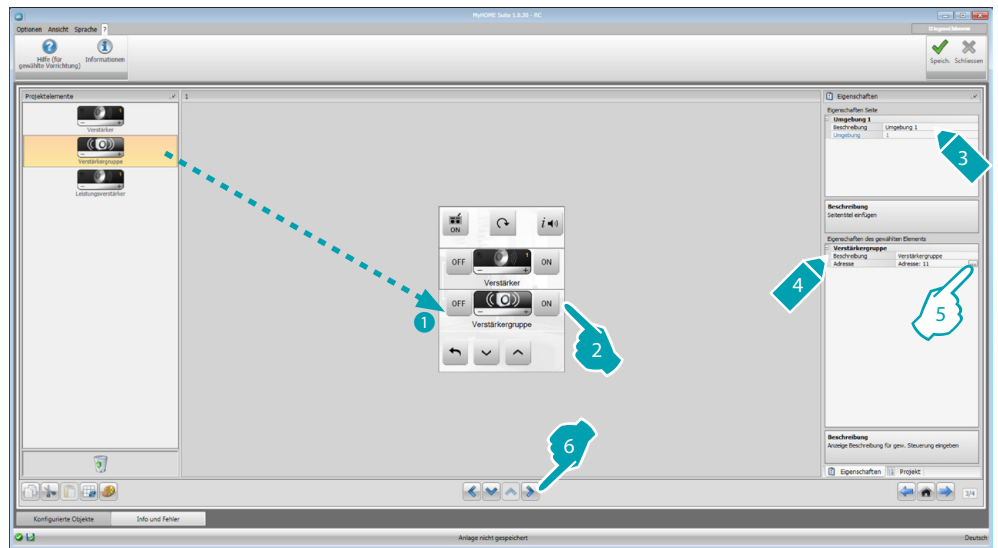 MyHOME Suite 1.0.20 - RC
Optionen Ansicht Sprache ?
Hilfe (für
gewählte Vorrichtung)
Informationen
Speich. Schliessen
Projektelemente
1
Eigenschaften
Verstärker
Verstärkergruppe
Leistungsverstärker
Eigenschaften Seite
Umgebung 1
Beschreibung Umgebung 1
Umgebung 1
3
Beschreibung
Seitentitel einfügen
Eigenschaften des gewählten Elements
Verstärkergruppe
Beschreibung Verstärkergruppe
Adresse Adresse: 11 ...
4
5
ON
i
OFF ON
Verstärker
OFF ON
Verstärkergruppe
1
2
6
Beschreibung
Anzeige Beschreibung für gew. Steuerung eingeben
Eigenschaften Projekt
3/4
Konfigurierte Objekte Info und Fehler
Anlage nicht gespeichert
Deutsch